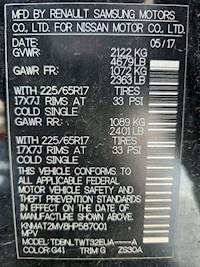 MFD BY RENAULT SAMSUNG MOTORS
CO., LTD. FOR NISSAN MOTOR CO., LTD.
05/17
GVWR: 2122 KG
4679 LB
GAWR FR: 1072 KG
2363 LB
WITH 225/65R17 TIRES
17X7J RIMS AT 33 PSI
COLD SINGLE
GAWR RR: 1089 KG
2401 LB
WITH 225/65R17 TIRES
17X7J RIMS AT 33 PSI
COLD SINGLE
THIS VEHICLE CONFORMS TO
ALL APPLICABLE FEDERAL
MOTOR VEHICLE SAFETY AND
THEFT PREVENTION STANDARDS
IN EFFECT ON THE DATE OF
MANUFACTURE SHOWN ABOVE.
KNMAT2MV8HP587001
MPV
MODEL: TDBNLTWT32EUA----A
COLOR: G41 TRIM G ZS30A